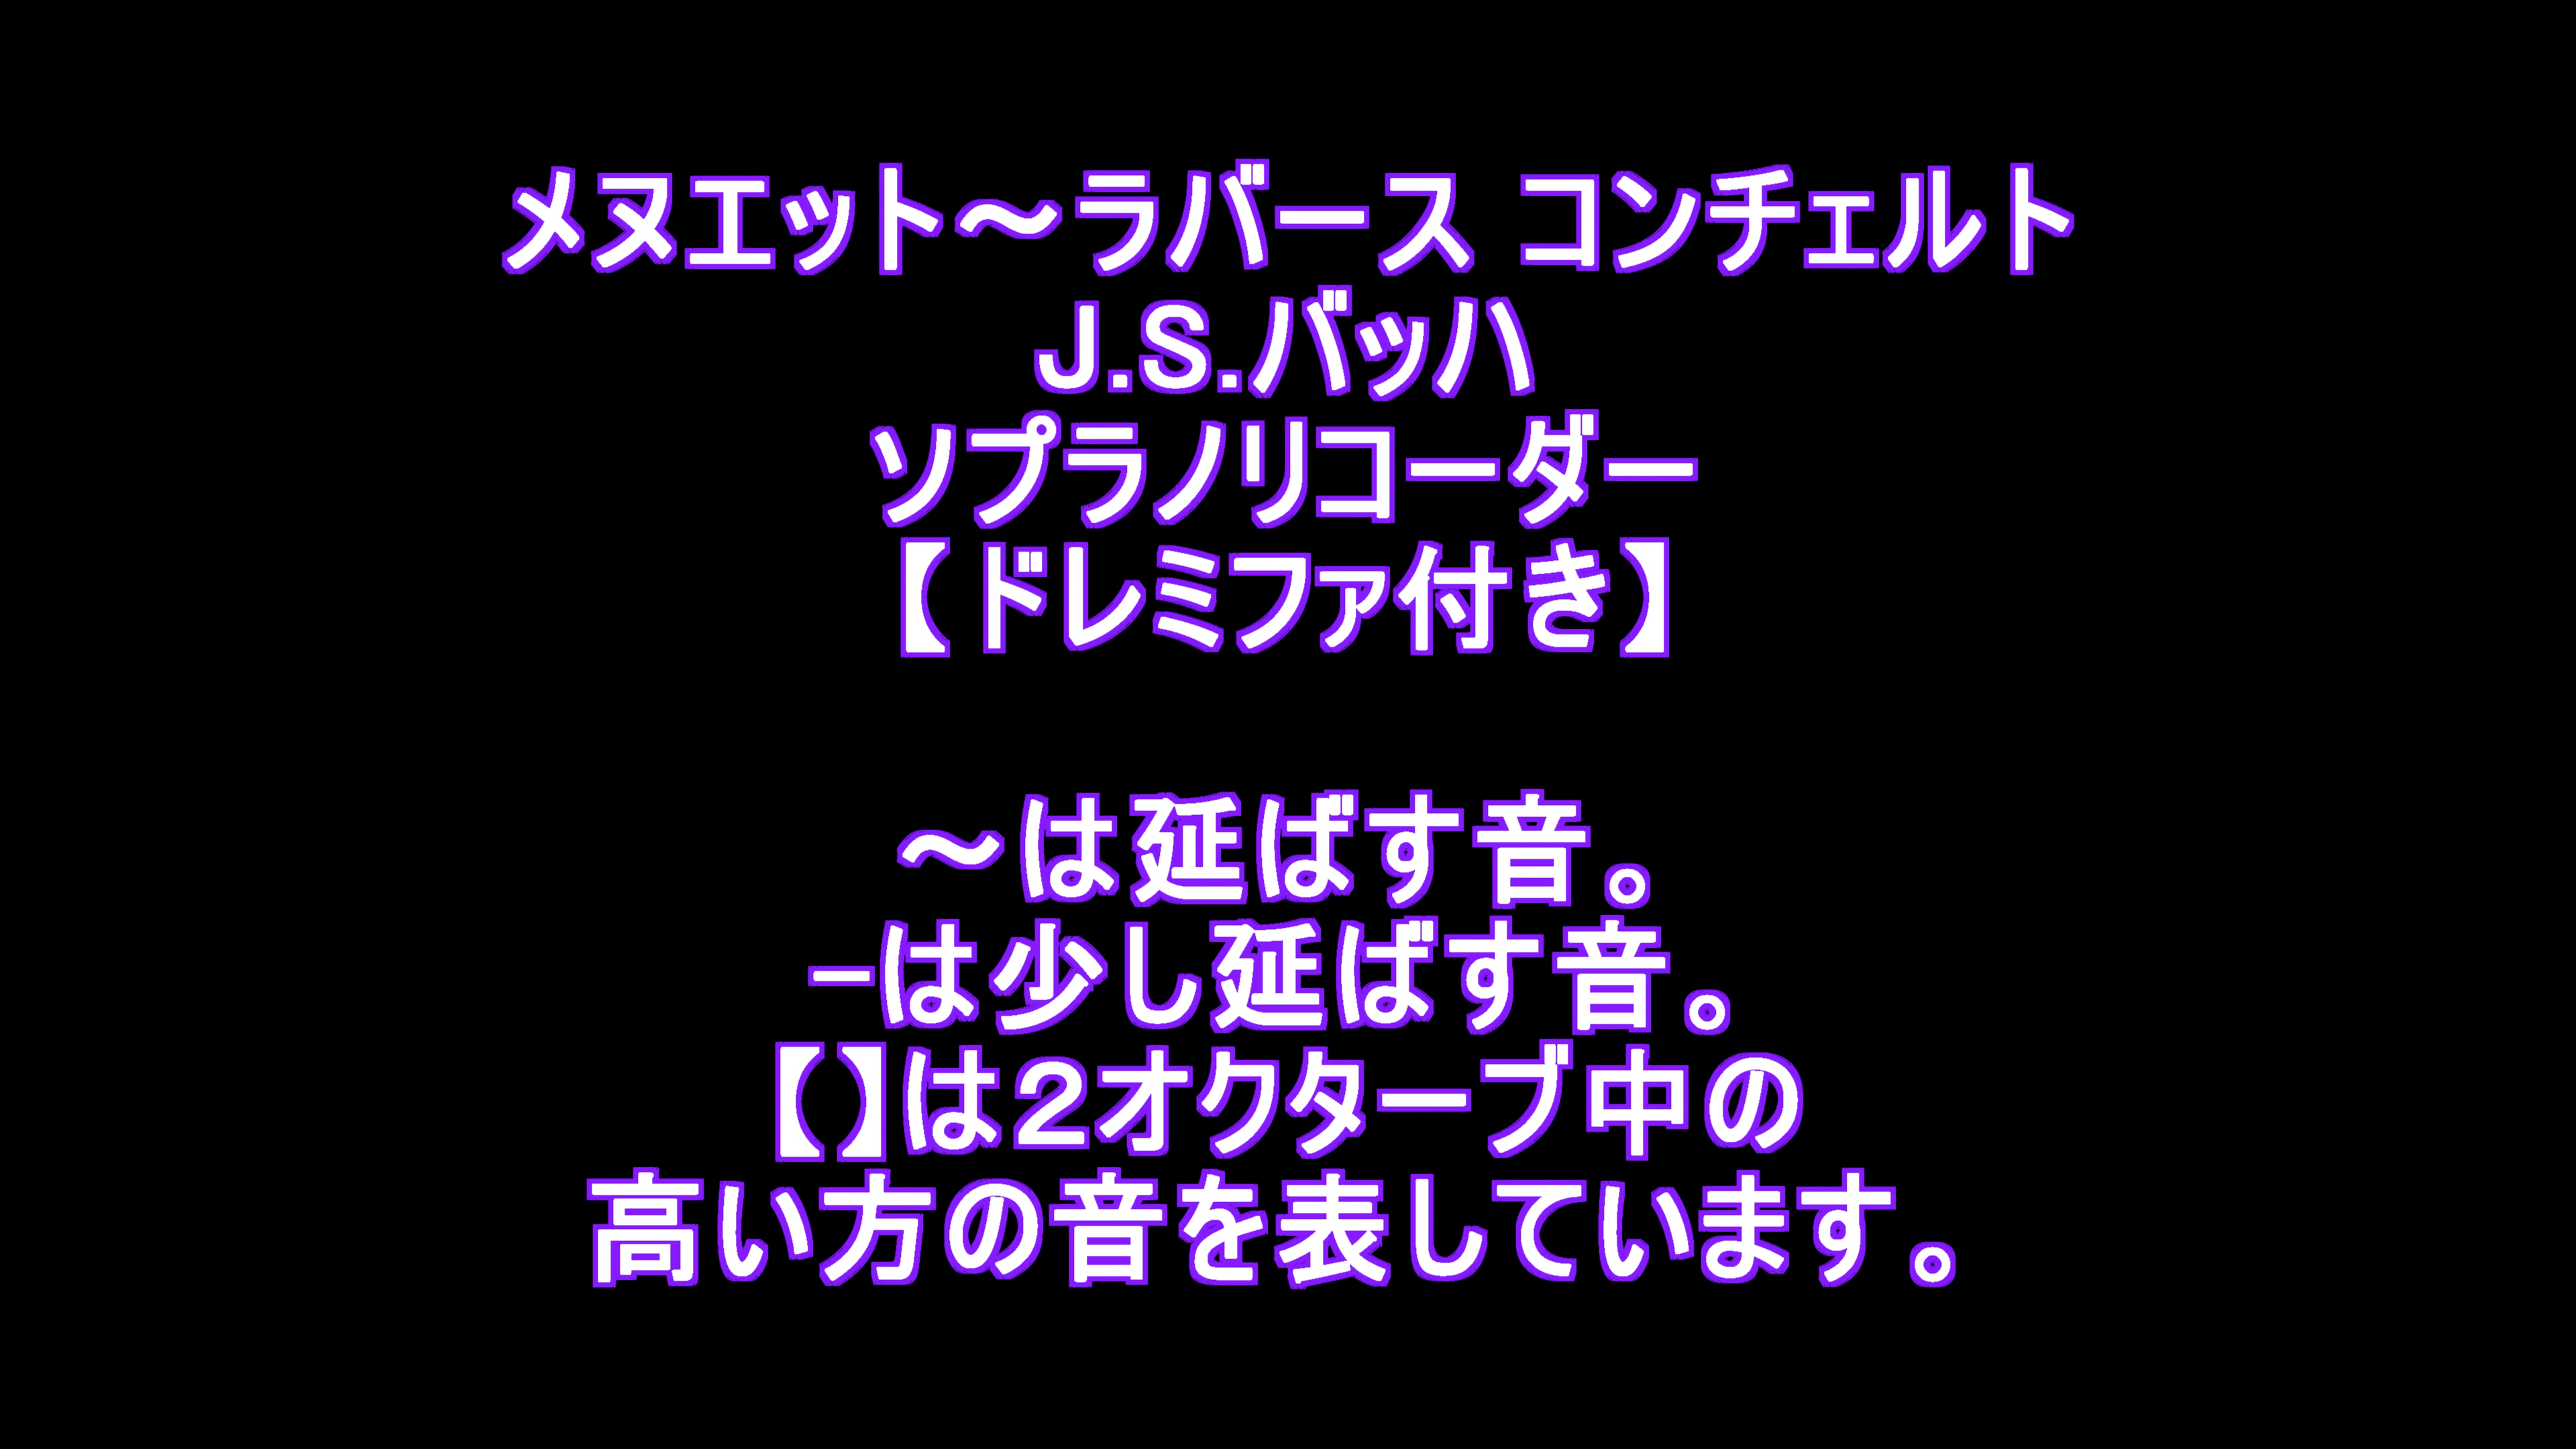 メヌエット～ラバース コンチェルト
J.S.バッハ
ソプラノリコーダー
【ドレミファ付き】
～は延ばす音。
-は少し延ばす音。
【】は2オクターブ中の
高い方の音を表しています。